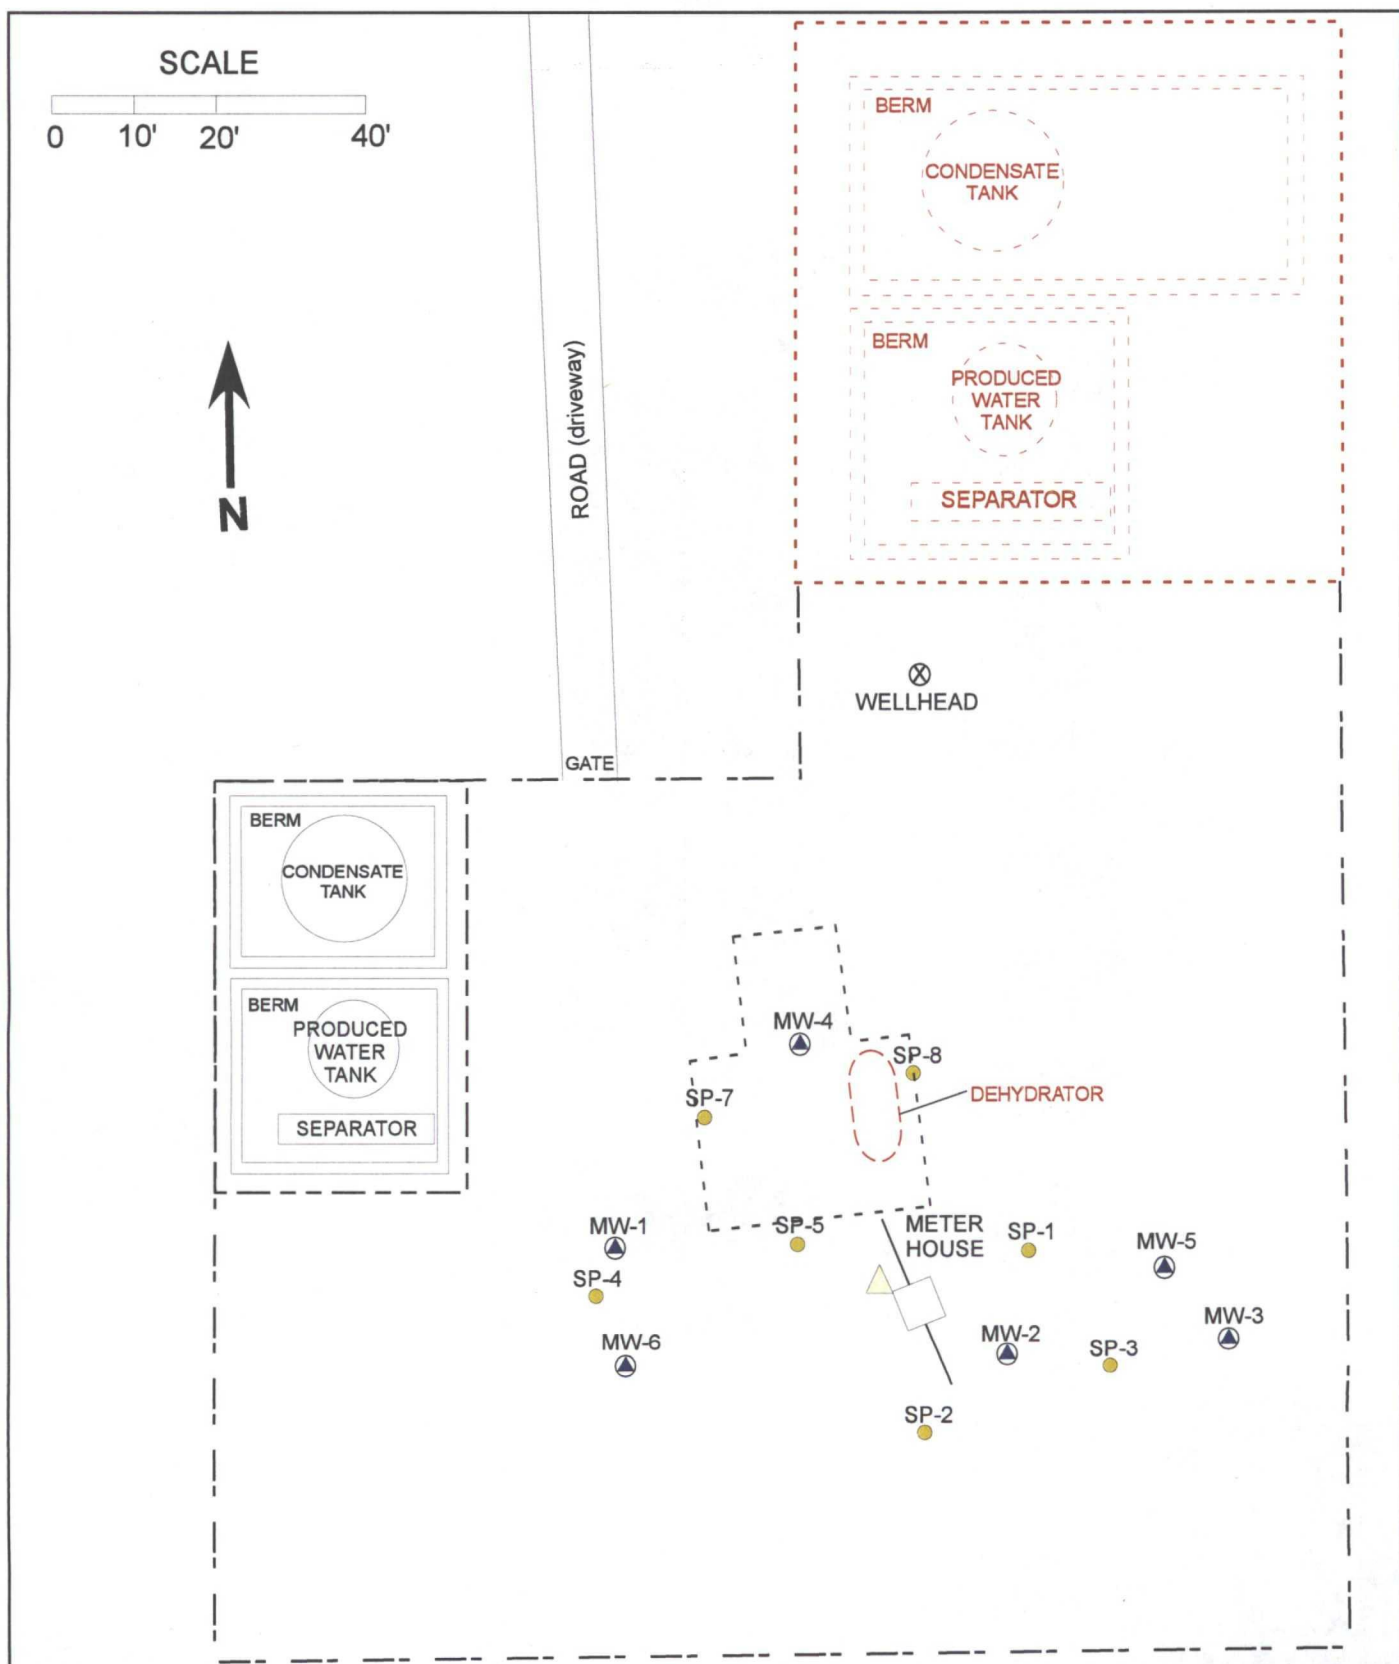 SCALE
0 10' 20' 40'
BERM
CONDENSATE
TANK
BERM
PRODUCED
WATER
TANK
SEPARATOR
N
ROAD (driveway)
WELLHEAD
GATE
BERM
CONDENSATE
TANK
BERM
PRODUCED
WATER
TANK
SEPARATOR
MW-4
SP-8
SP-7
DEHYDRATOR
MW-1
SP-5
METER
HOUSE
SP-1
MW-5
SP-4
MW-6
MW-2
SP-3
MW-3
SP-2